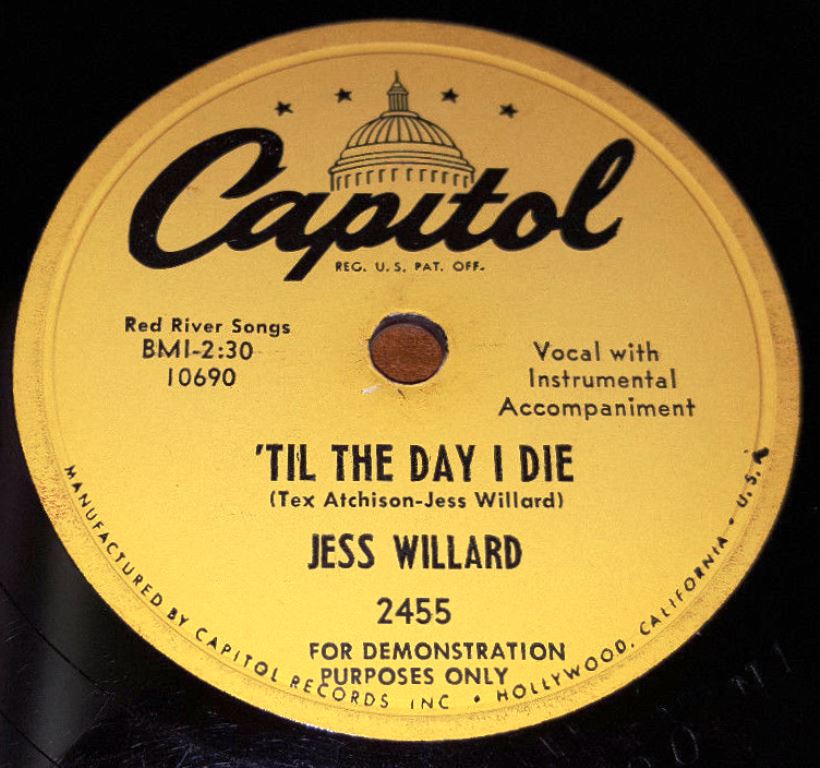 Capitol
REG. U.S. PAT. OFF.
Red River Songs
BMI-2:30
10690
Vocal with
Instrumental
Accompaniment
'TIL THE DAY I DIE
(Tex Atchison-Jess Willard)
JESS WILLARD
2455
FOR DEMONSTRATION
PURPOSES ONLY
MANUFACTURED BY CAPITOL RECORDS INC • HOLLYWOOD, CALIFORNIA • U.S.A.